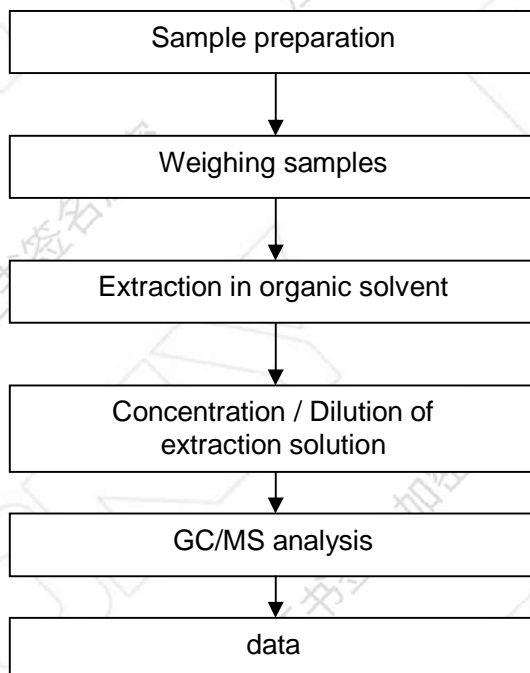 Sample preparation
Weighing samples
Extraction in organic solvent
Concentration / Dilution of
extraction solution
GC/MS analysis
data